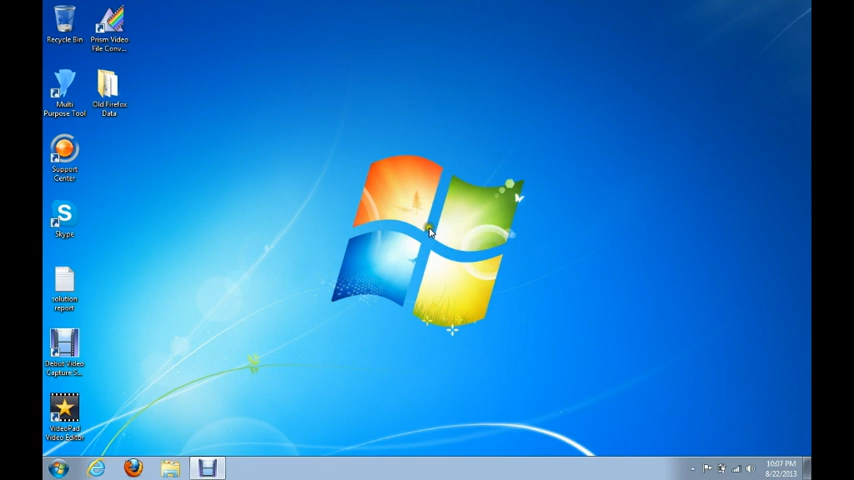 Recycle Bin
Prism Video
File Conv...
Multi
Purpose Tool
Old Firefox
Data
Support
Center
S
Skype
solution
report
Debut Video
Capture S...
VideoPad
Video Editor
10:07 PM
8/22/2013